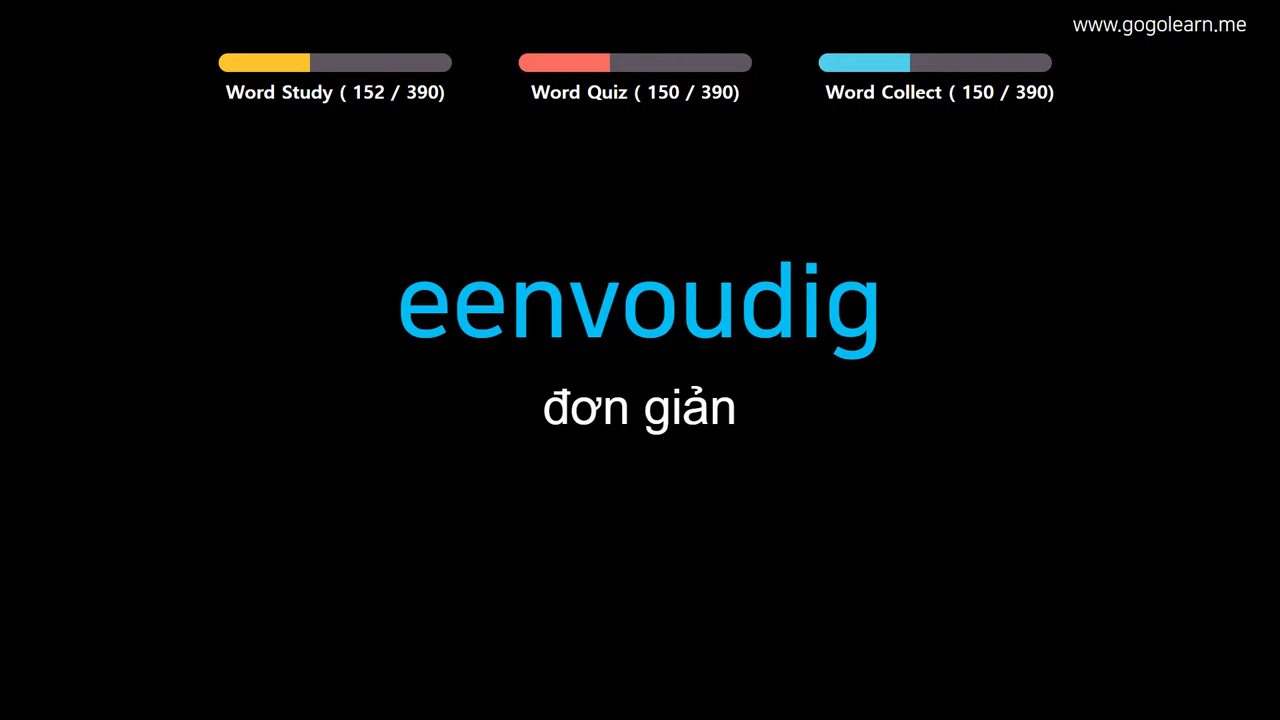 www.gogolearn.me
Word Study ( 152 / 390)
Word Quiz ( 150 / 390)
Word Collect ( 150 / 390)
eenvoudig
đơn giản